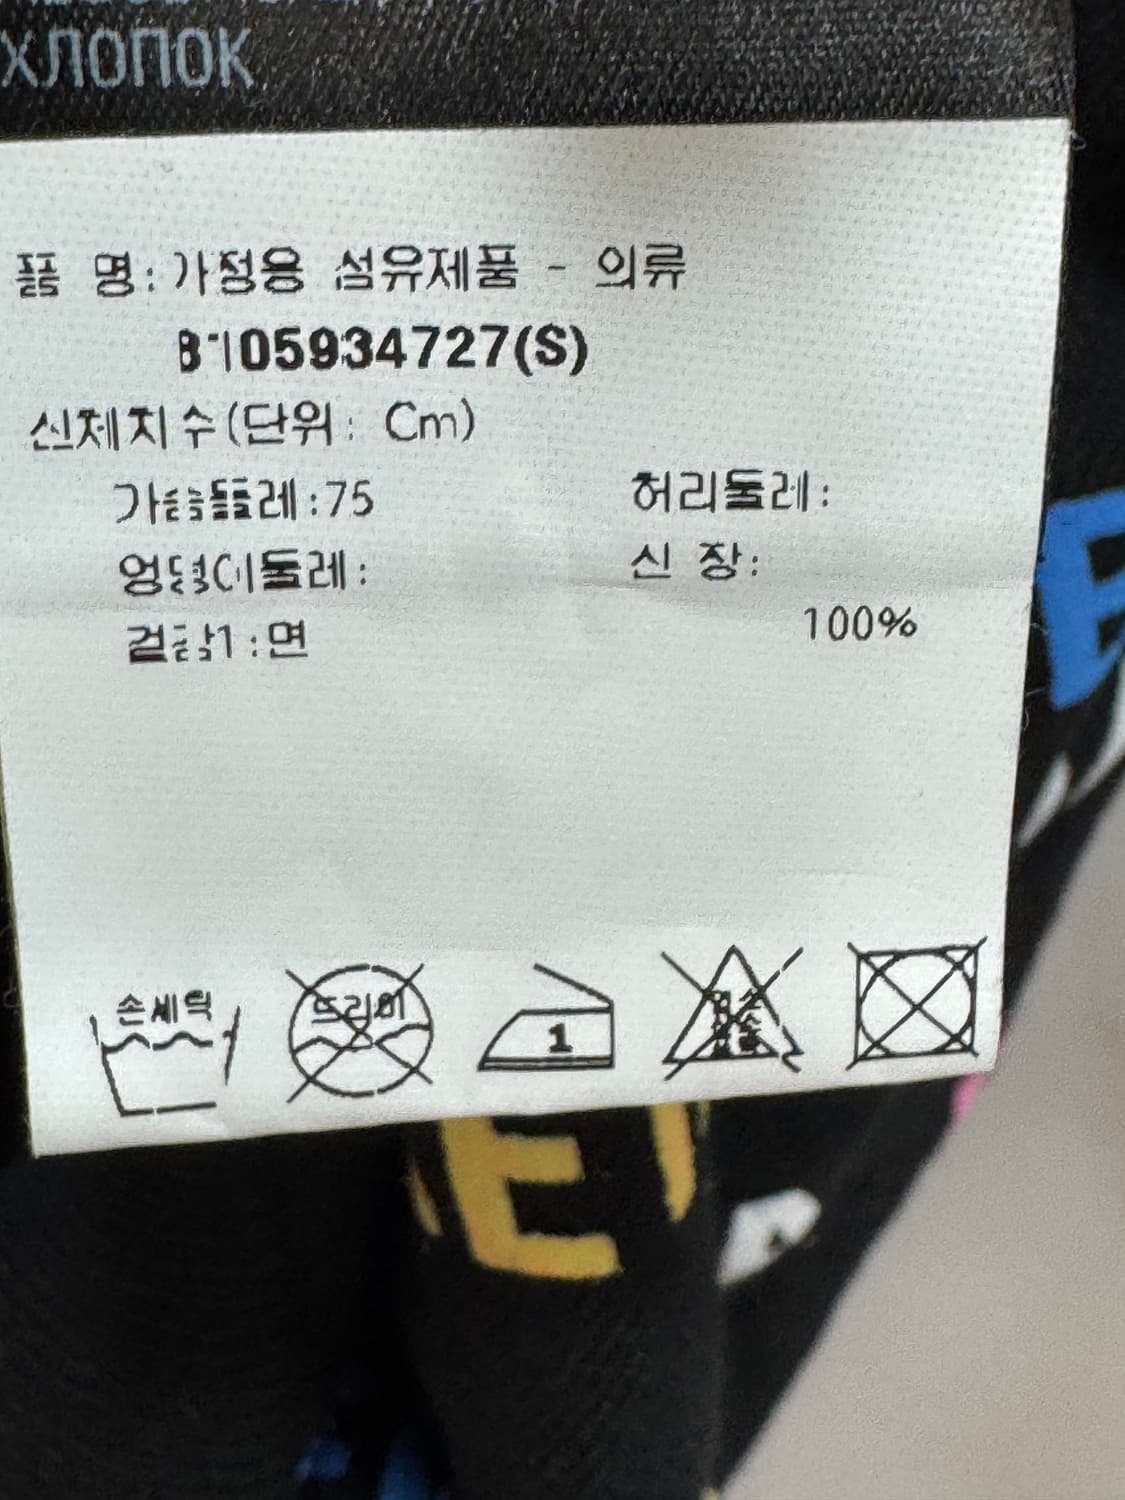 хлопок
품 명: 가정용 섬유제품 - 의류
8105934727(S)
신체치수(단위: Cm)
가슴둘레:75 허리둘레:
엉덩이둘레: 신 장:
겉감1:면 100%
손세탁 드라이 1
E
E